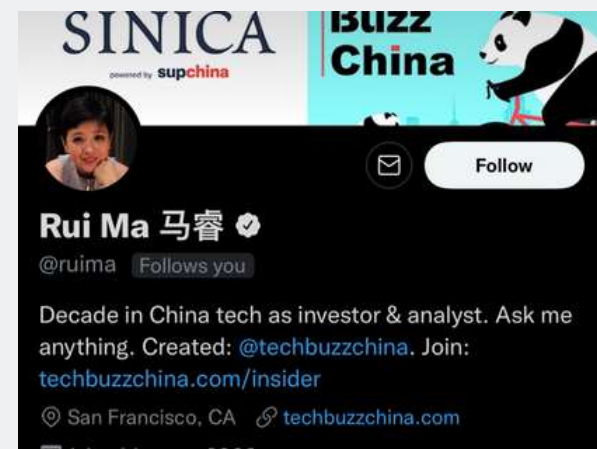 SINICA
powered by supchina
Buzz
China
Follow
Rui Ma 马睿
@ruima Follows you
Decade in China tech as investor & analyst. Ask me
anything. Created: @techbuzzchina. Join:
techbuzzchina.com/insider
San Francisco, CA techbuzzchina.com